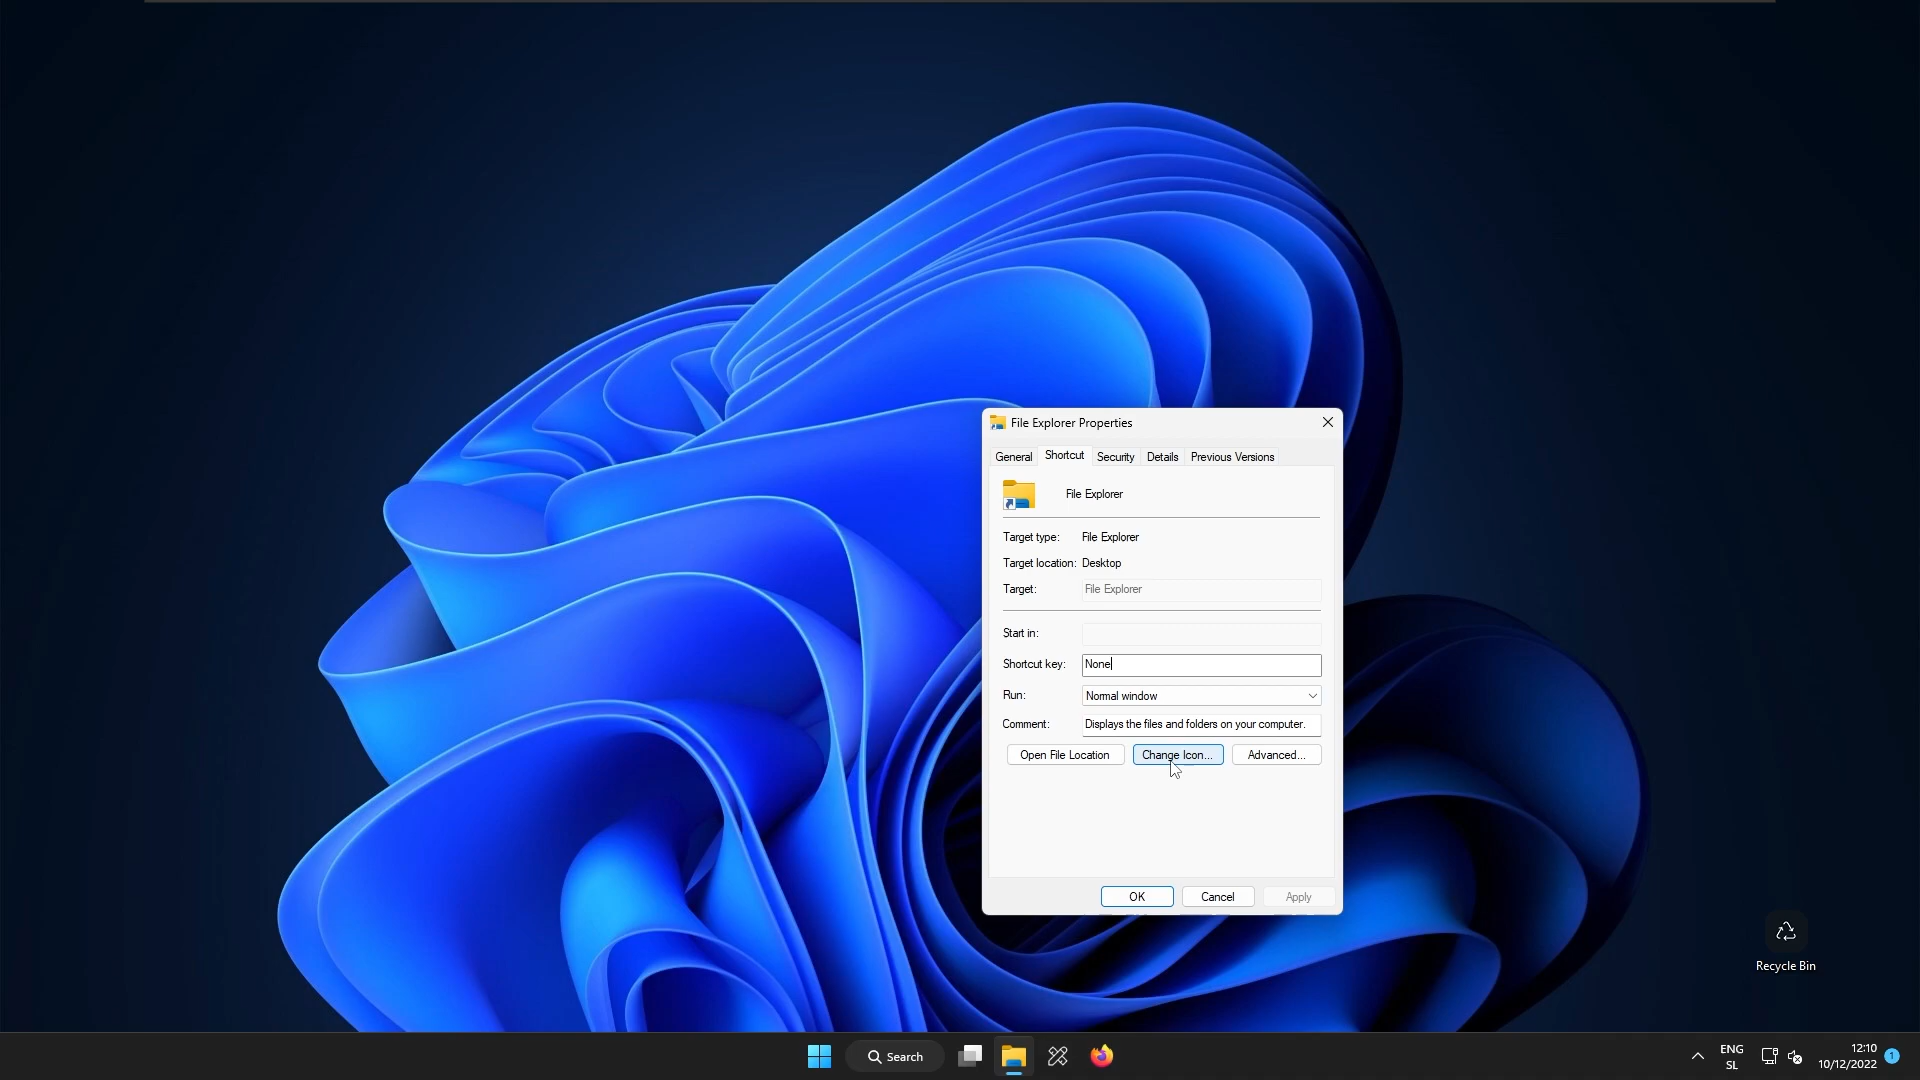 File Explorer Properties
General Shortcut Security Details Previous Versions
File Explorer
Target type: File Explorer
Target location: Desktop
Target: File Explorer
Start in:
Shortcut key: None
Run: Normal window
Comment: Displays the files and folders on your computer.
Open File Location Change Icon... Advanced...
OK Cancel Apply
Recycle Bin
Search
ENG
SL
12:10
10/12/2022
1